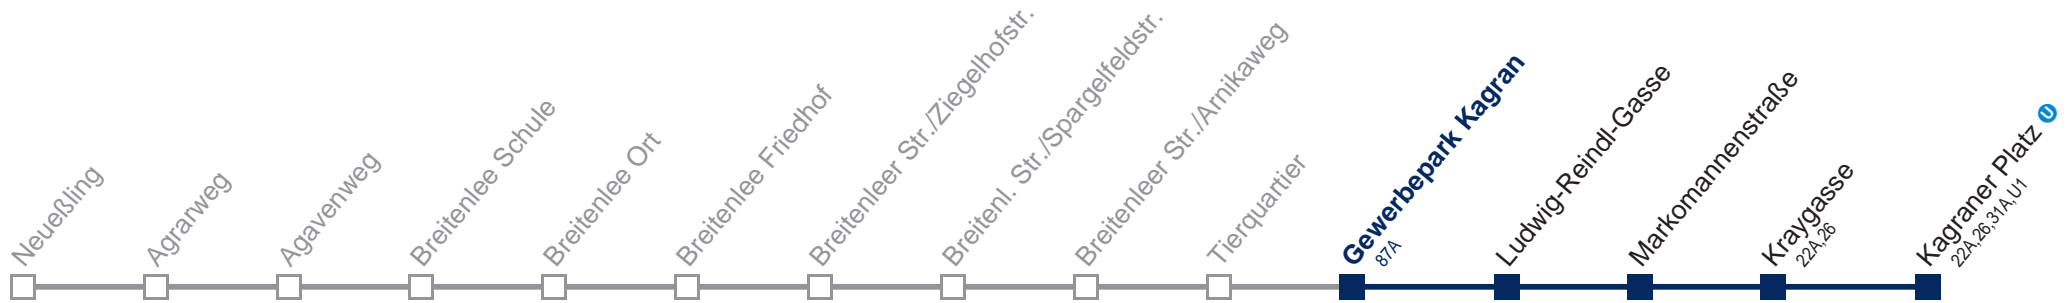 Neueßling
Agrarweg
Agavenweg
Breitenlee Schule
Breitenlee Ort
Breitenlee Friedhof
Breitenleer Str./Ziegelhofstr.
Breitenl. Str./Spargelfeldstr.
Breitenleer Str./Arnikaweg
Tierquartier
Gewerbepark Kagran
87A
Ludwig-Reindl-Gasse
Markomannenstraße
Kraygasse
22A,26
Kagraner Platz U
22A,26,31A,U1